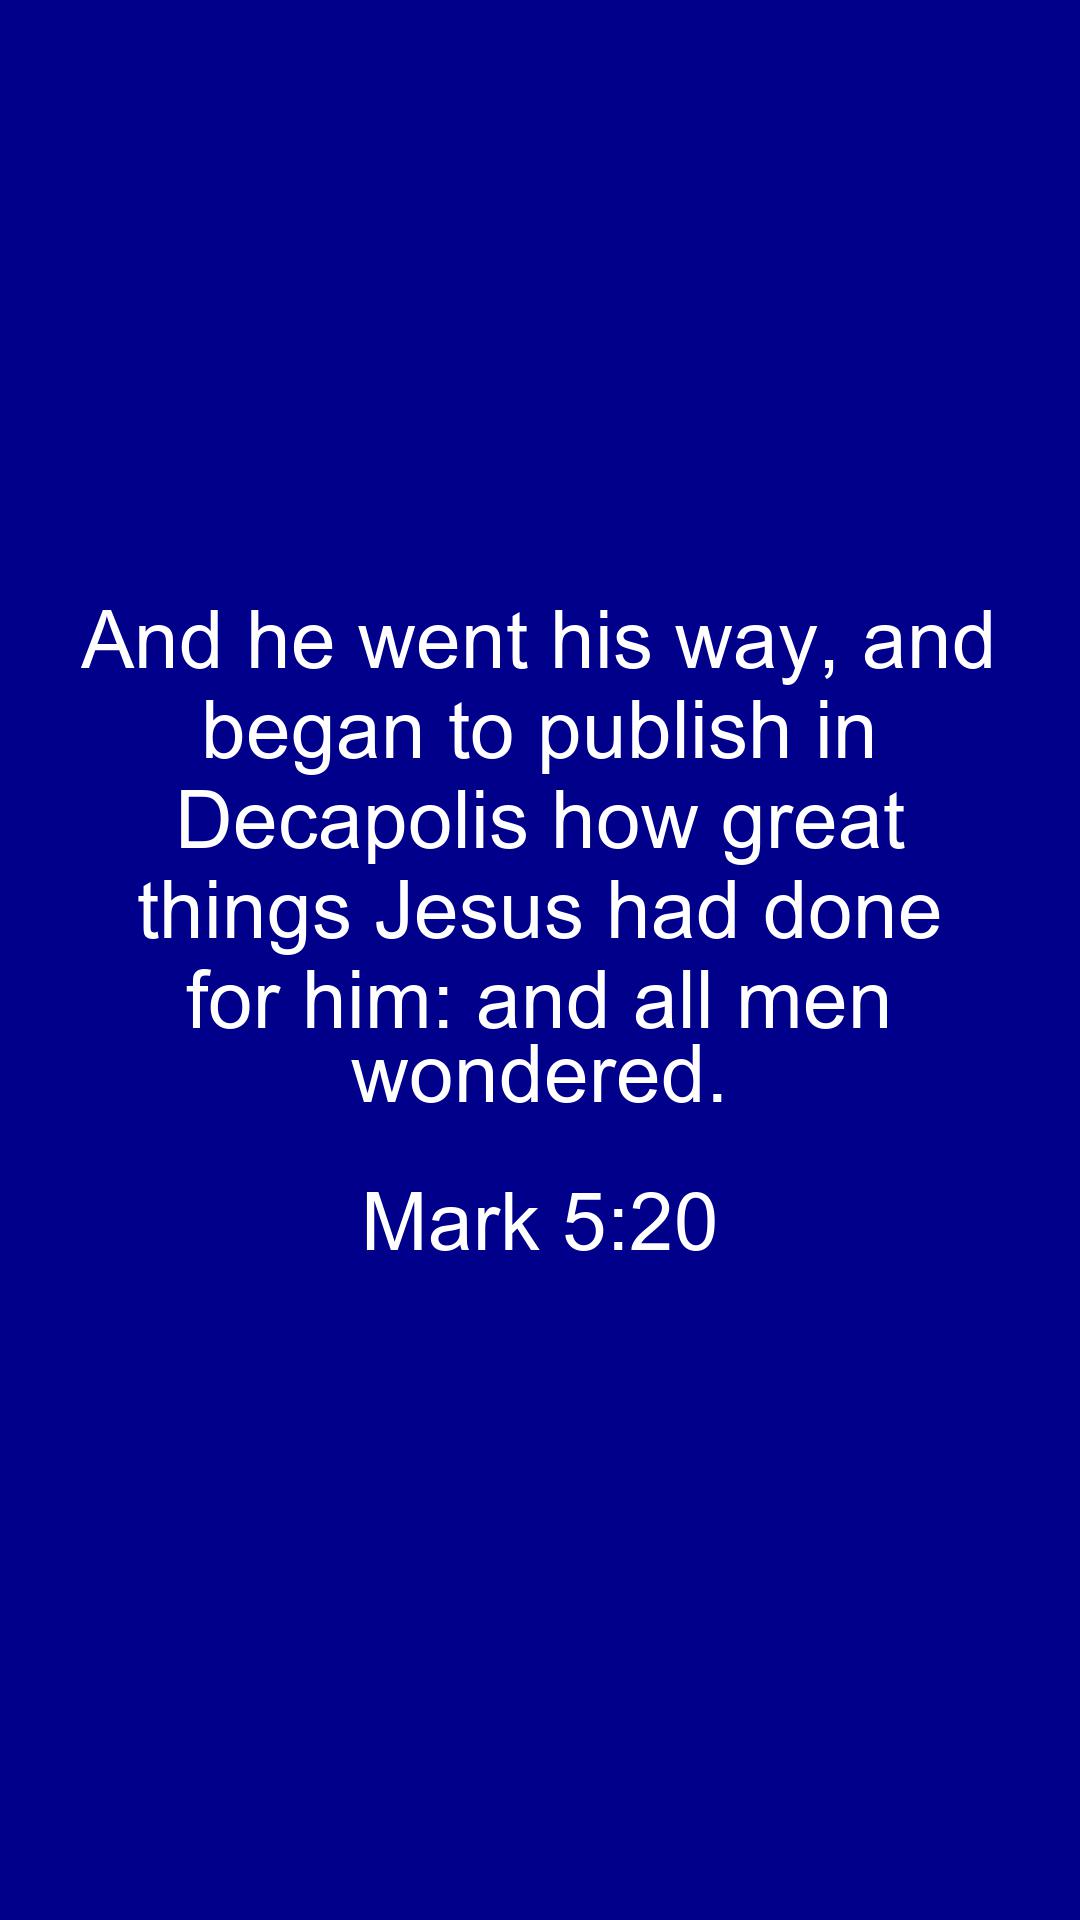 And he went his way, and
began to publish in
Decapolis how great
things Jesus had done
for him: and all men
wondered.
Mark 5:20